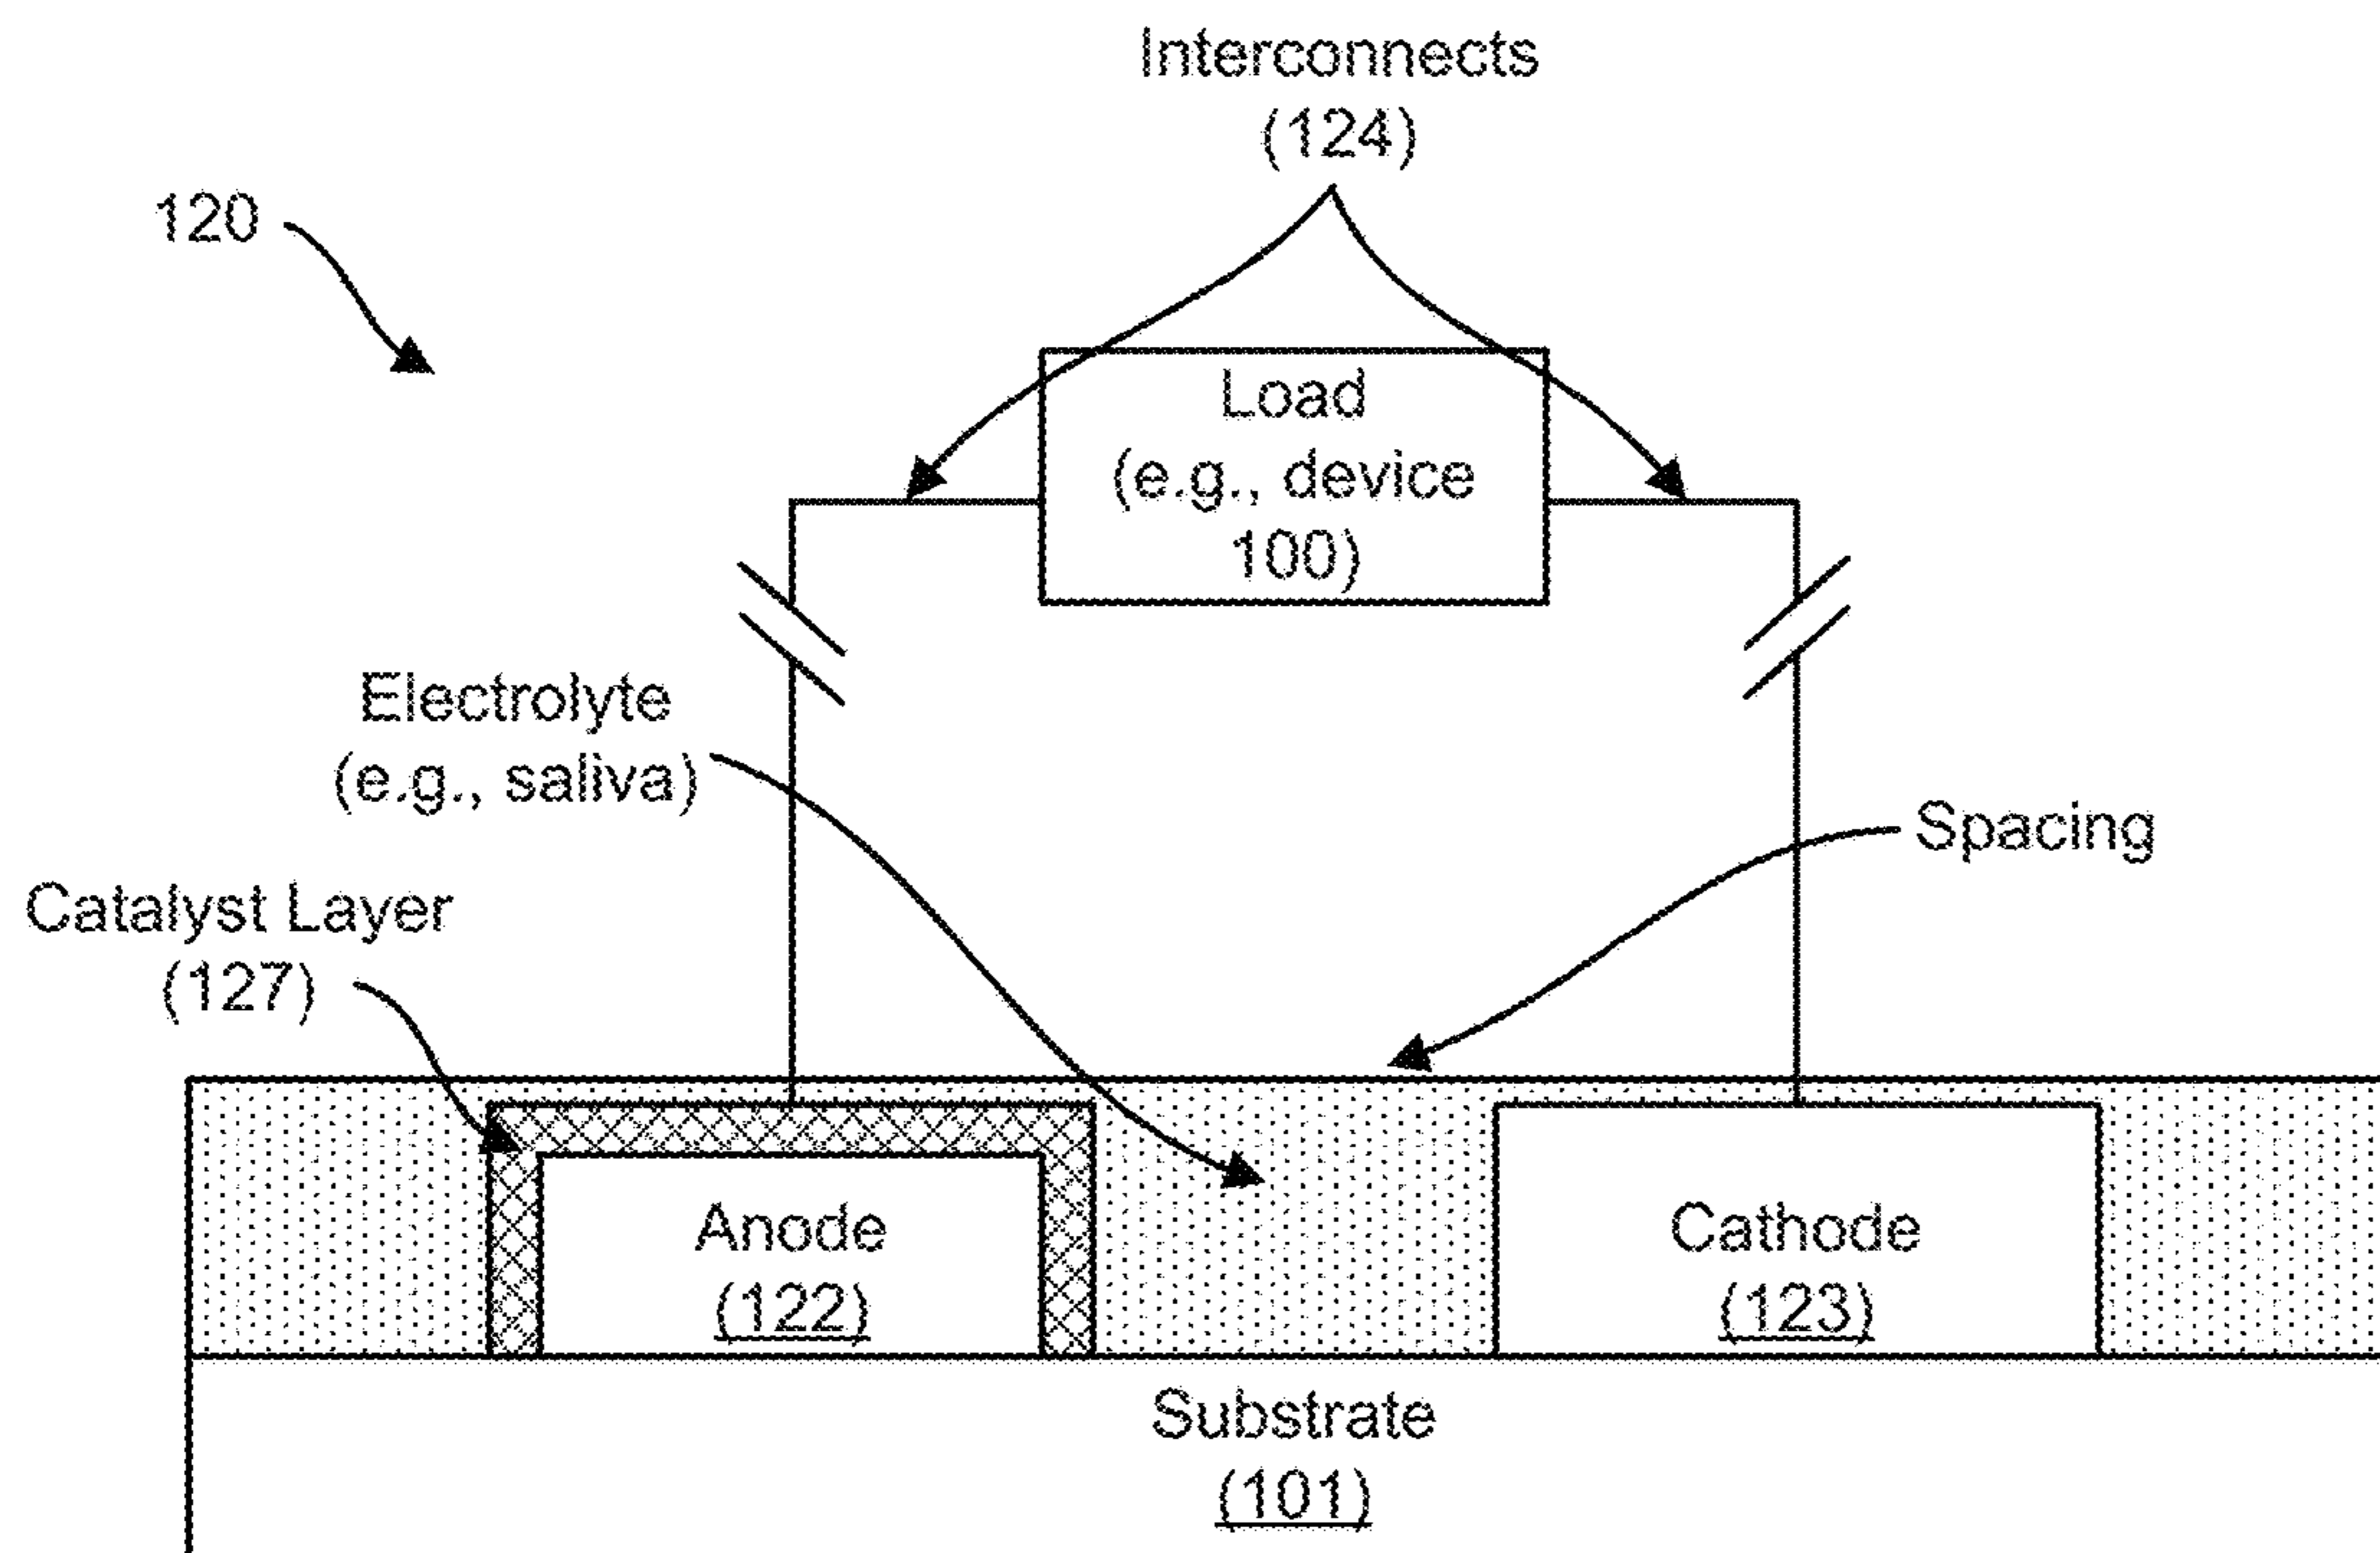 Interconnects
(124)
120
Load
(e.g., device
100)
Electrolyte
(e.g., saliva)
Spacing
Catalyst Layer
(127)
Anode
(122)
Cathode
(123)
Substrate
(101)